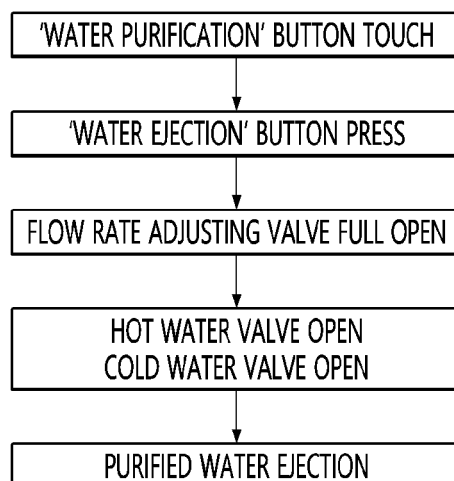 'WATER PURIFICATION' BUTTON TOUCH
'WATER EJECTION' BUTTON PRESS
FLOW RATE ADJUSTING VALVE FULL OPEN
HOT WATER VALVE OPEN
COLD WATER VALVE OPEN
PURIFIED WATER EJECTION